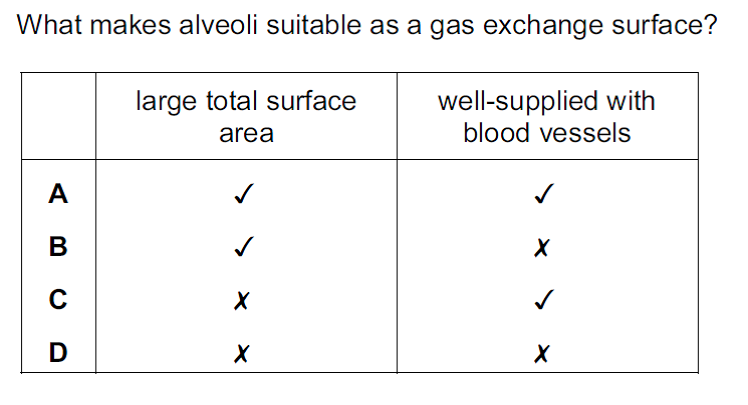 What makes alveoli suitable as a gas exchange surface?
large total surface area well-supplied with blood vessels
A ✓ ✓
B ✓ ✗
C ✗ ✓
D ✗ ✗